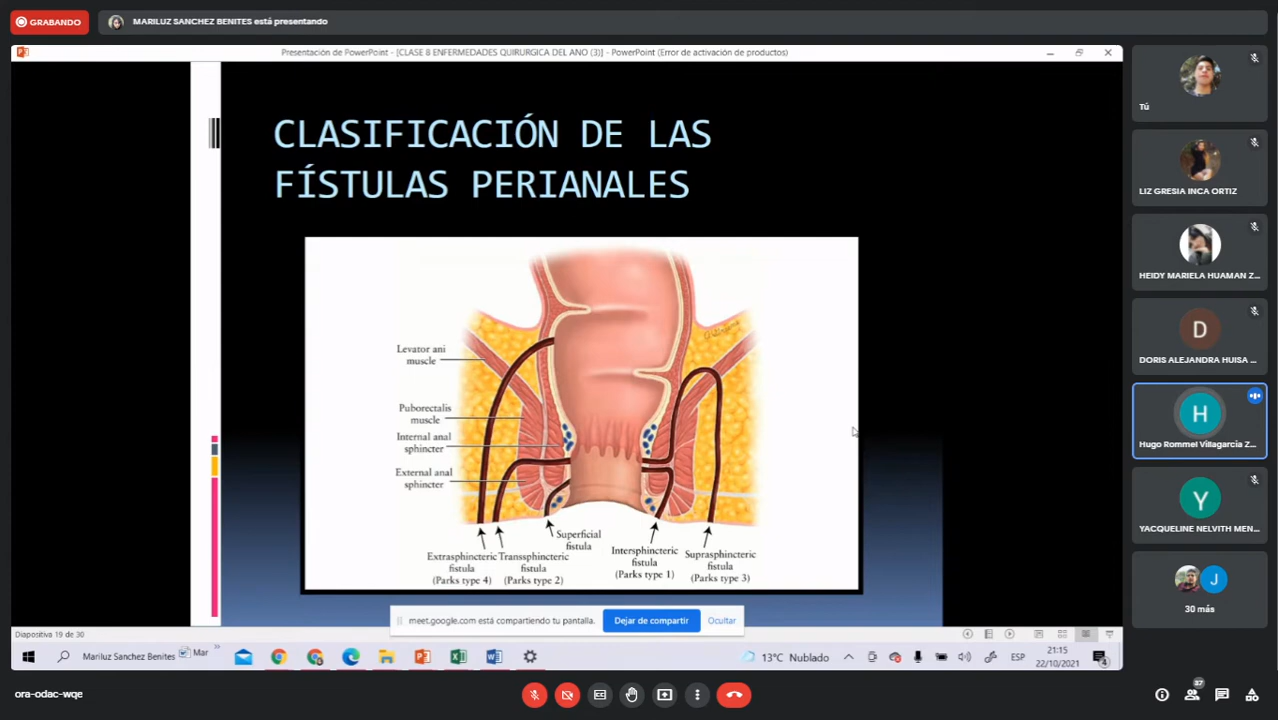 GRABANDO
MARILUZ SANCHEZ BENITES está presentando
Presentación de PowerPoint - [CLASE 8 ENFERMEDADES QUIRURGICA DEL ANO (3)] - PowerPoint (Error de activación de productos)
CLASIFICACIÓN DE LAS
FÍSTULAS PERIANALES
Levator ani
muscle
Puborectalis
muscle
Internal anal
sphincter
External anal
sphincter
Superficial
fistula
Extrasphincteric
fistula
(Parks type 4)
Transsphincteric
fistula
(Parks type 2)
Intersphincteric
fistula
(Parks type 1)
Suprasphincteric
fistula
(Parks type 3)
meet.google.com está compartiendo tu pantalla.
Dejar de compartir
Ocultar
Diapositiva 19 de 30
Mariluz Sanchez Benites
Mar
13°C Nublado
ESP
21:15
22/10/2021
4
Tú
LIZ GRESIA INCA ORTIZ
HEIDY MARIELA HUAMAN Z...
D
DORIS ALEJANDRA HUISA ...
H
Hugo Rommel Villagarcía Z...
Y
YACQUELINE NELVITH MEN...
J
30 más
ora-odac-wqe
37